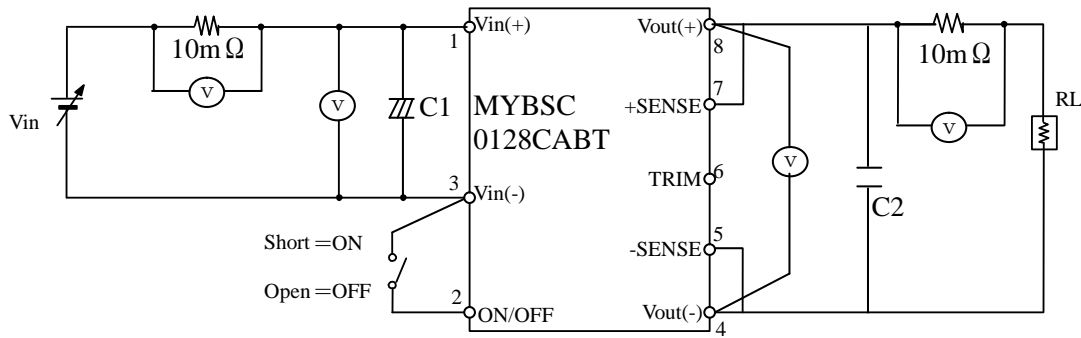 Vin(+)
Vout(+)
1
8
10mΩ
10mΩ
V
7
V
+SENSE
RL
Vin
V
C1
MYBSC
0128CABT
V
6
TRIM
3
Vin(-)
C2
Short＝ON
5
-SENSE
Open＝OFF
2
ON/OFF
Vout(-)
4